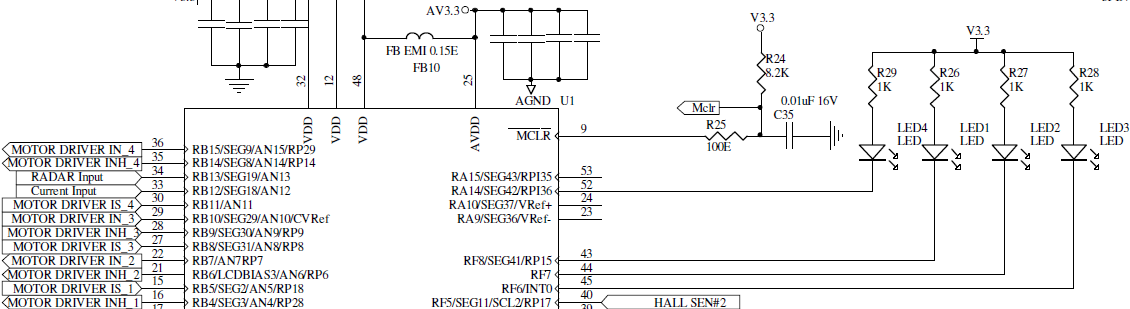 AV3.3
V3.3
V3.3
R24
8.2K
FB EMI 0.15E
FB10
32
12
48
25
R29
1K
R26
1K
R27
1K
R28
1K
AGND U1
Mclr
0.01uF 16V
C35
R25
100E
VDD
VDD
VDD
AVDD
MCLR
9
LED4
LED
LED1
LED
LED2
LED
LED3
LED
MOTOR DRIVER IN_4 36 RB15/SEG9/AN15/RP29
MOTOR DRIVER INH_4 35 RB14/SEG8/AN14/RP14
RADAR Input 34 RB13/SEG19/AN13
Current Input 33 RB12/SEG18/AN12
MOTOR DRIVER IS_4 30 RB11/AN11
MOTOR DRIVER IN_3 29 RB10/SEG29/AN10/CVRef
MOTOR DRIVER INH_3 28 RB9/SEG30/AN9/RP9
MOTOR DRIVER IS_3 27 RB8/SEG31/AN8/RP8
MOTOR DRIVER IN_2 22 RB7/AN7RP7
MOTOR DRIVER INH_2 21 RB6/LCDBIAS3/AN6/RP6
MOTOR DRIVER IS_1 15 RB5/SEG2/AN5/RP18
MOTOR DRIVER INH_1 16 RB4/SEG3/AN4/RP28
RA15/SEG43/RPI35 53
RA14/SEG42/RPI36 52
RA10/SEG37/VRef+ 24
RA9/SEG36/VRef- 23
RF8/SEG41/RP15 43
RF7 44
RF6/INT0 45
RF5/SEG11/SCL2/RP17 40 HALL SEN#2